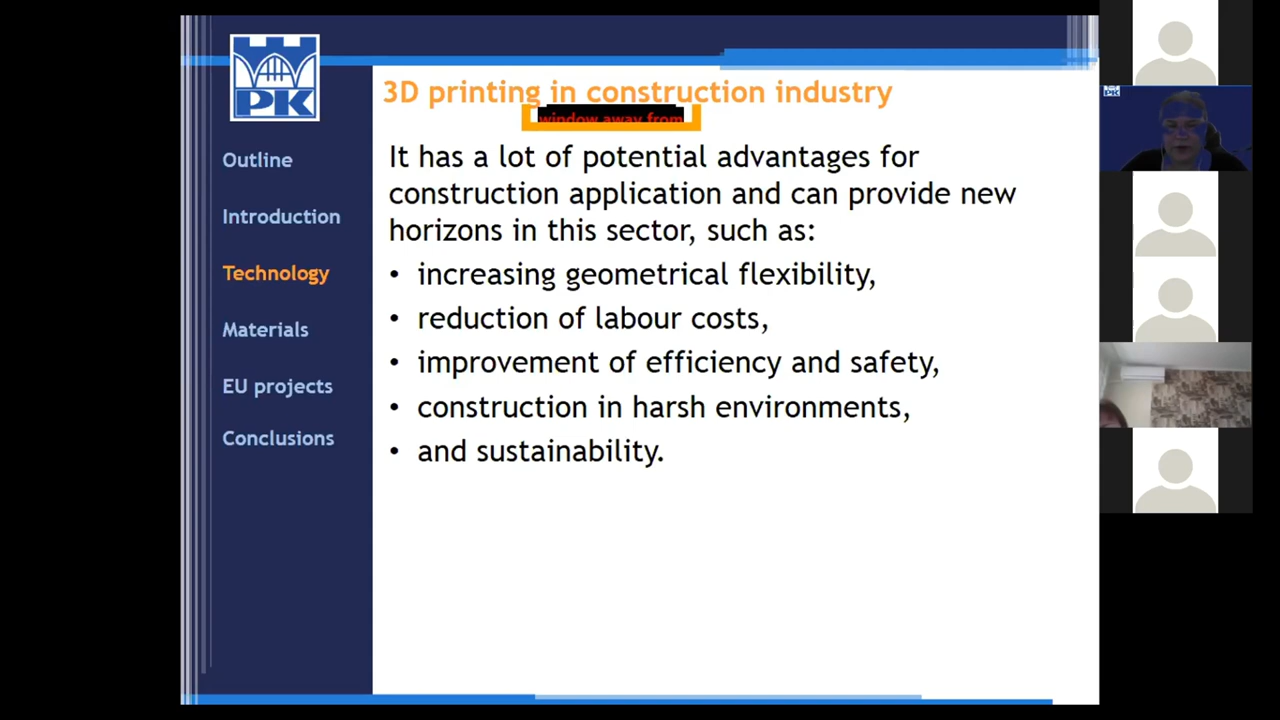 PK
3D printing in construction industry
window away from
Outline
Introduction
Technology
Materials
EU projects
Conclusions
It has a lot of potential advantages for
construction application and can provide new
horizons in this sector, such as:
• increasing geometrical flexibility,
• reduction of labour costs,
• improvement of efficiency and safety,
• construction in harsh environments,
• and sustainability.
PK